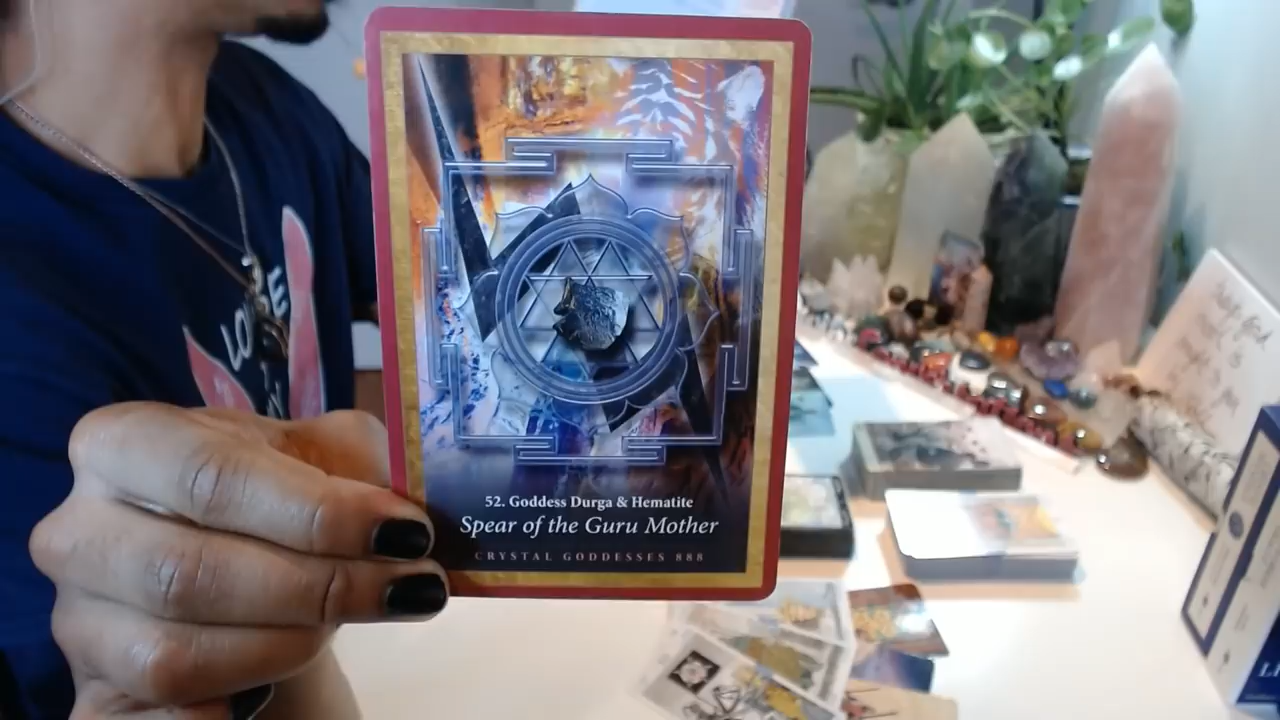 52. Goddess Durga & Hematite
Spear of the Guru Mother
CRYSTAL GODDESSES 888